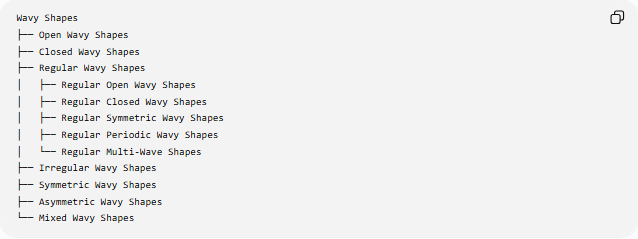 Wavy Shapes
├── Open Wavy Shapes
├── Closed Wavy Shapes
├── Regular Wavy Shapes
│   ├── Regular Open Wavy Shapes
│   ├── Regular Closed Wavy Shapes
│   ├── Regular Symmetric Wavy Shapes
│   ├── Regular Periodic Wavy Shapes
│   └── Regular Multi-Wave Shapes
├── Irregular Wavy Shapes
├── Symmetric Wavy Shapes
├── Asymmetric Wavy Shapes
└── Mixed Wavy Shapes